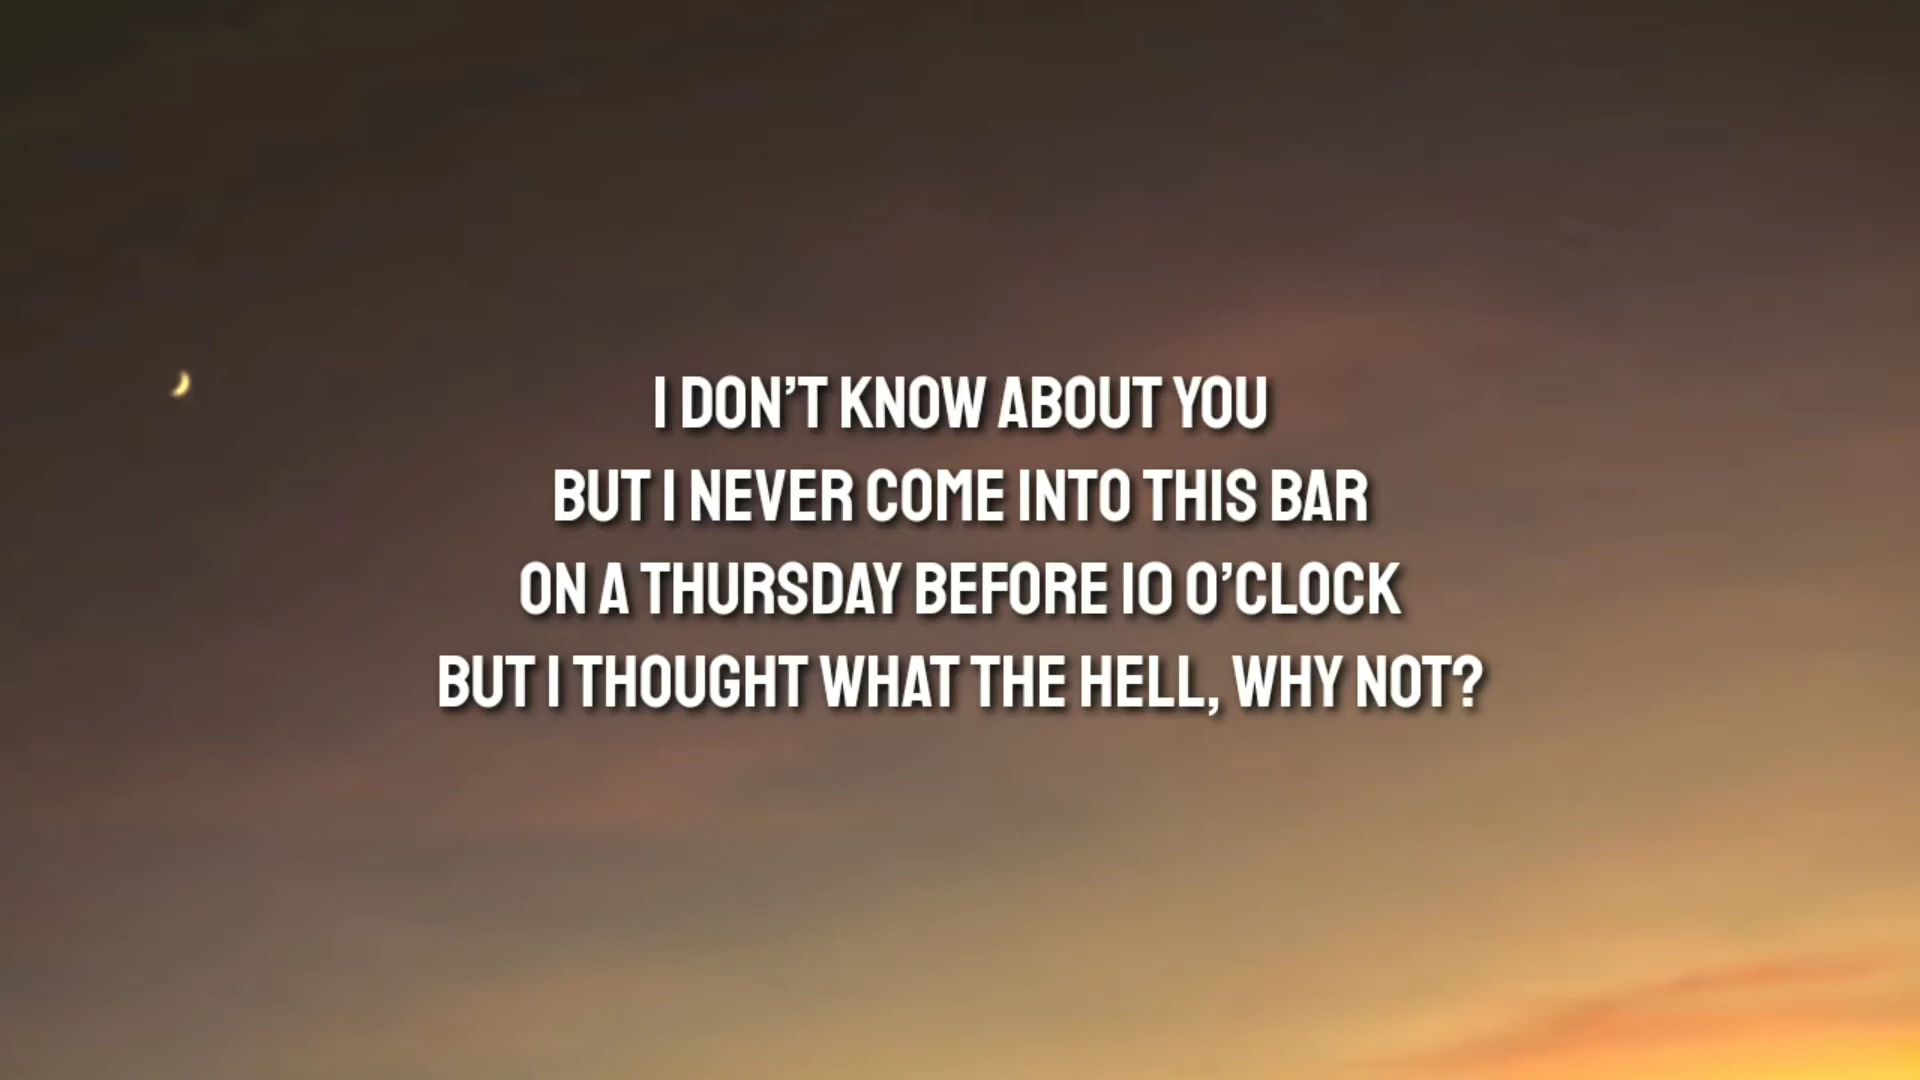 I DON’T KNOW ABOUT YOU
BUT I NEVER COME INTO THIS BAR
ON A THURSDAY BEFORE 10 O’CLOCK
BUT I THOUGHT WHAT THE HELL, WHY NOT?